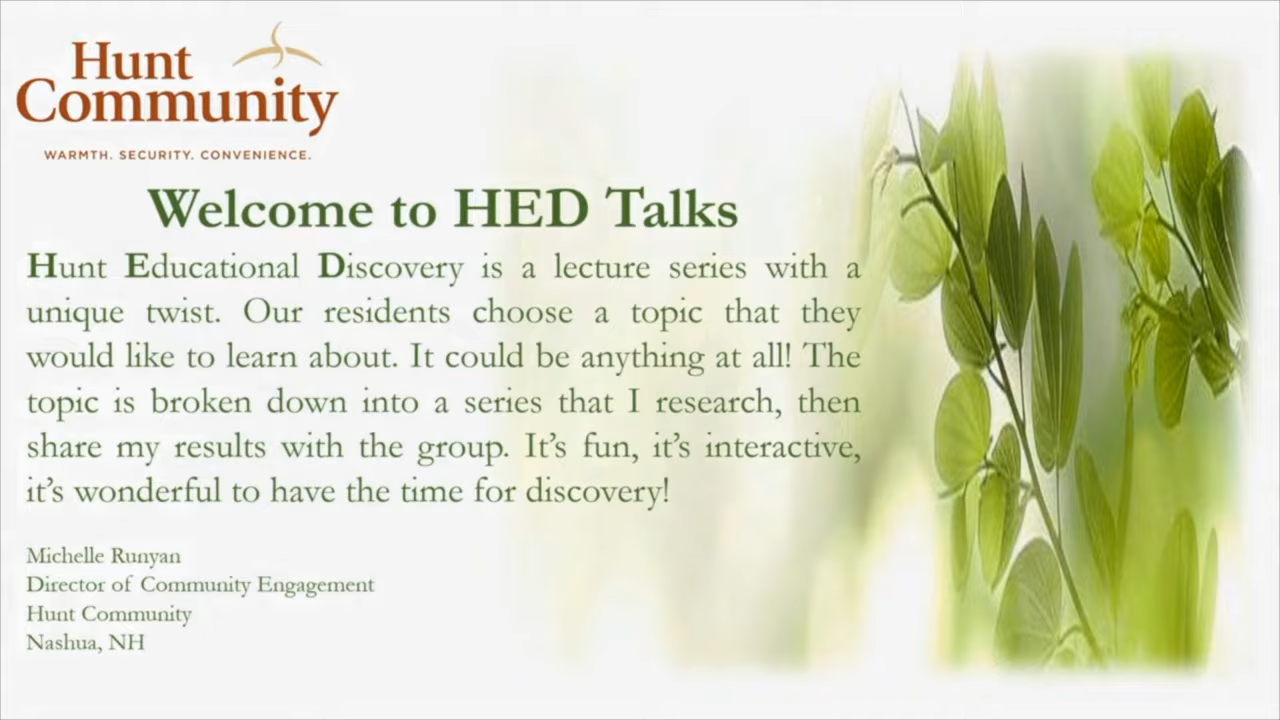 Hunt
Community
WARMTH. SECURITY. CONVENIENCE.
Welcome to HED Talks
Hunt Educational Discovery is a lecture series with a
unique twist. Our residents choose a topic that they
would like to learn about. It could be anything at all! The
topic is broken down into a series that I research, then
share my results with the group. It’s fun, it’s interactive,
it’s wonderful to have the time for discovery!
Michelle Runyan
Director of Community Engagement
Hunt Community
Nashua, NH